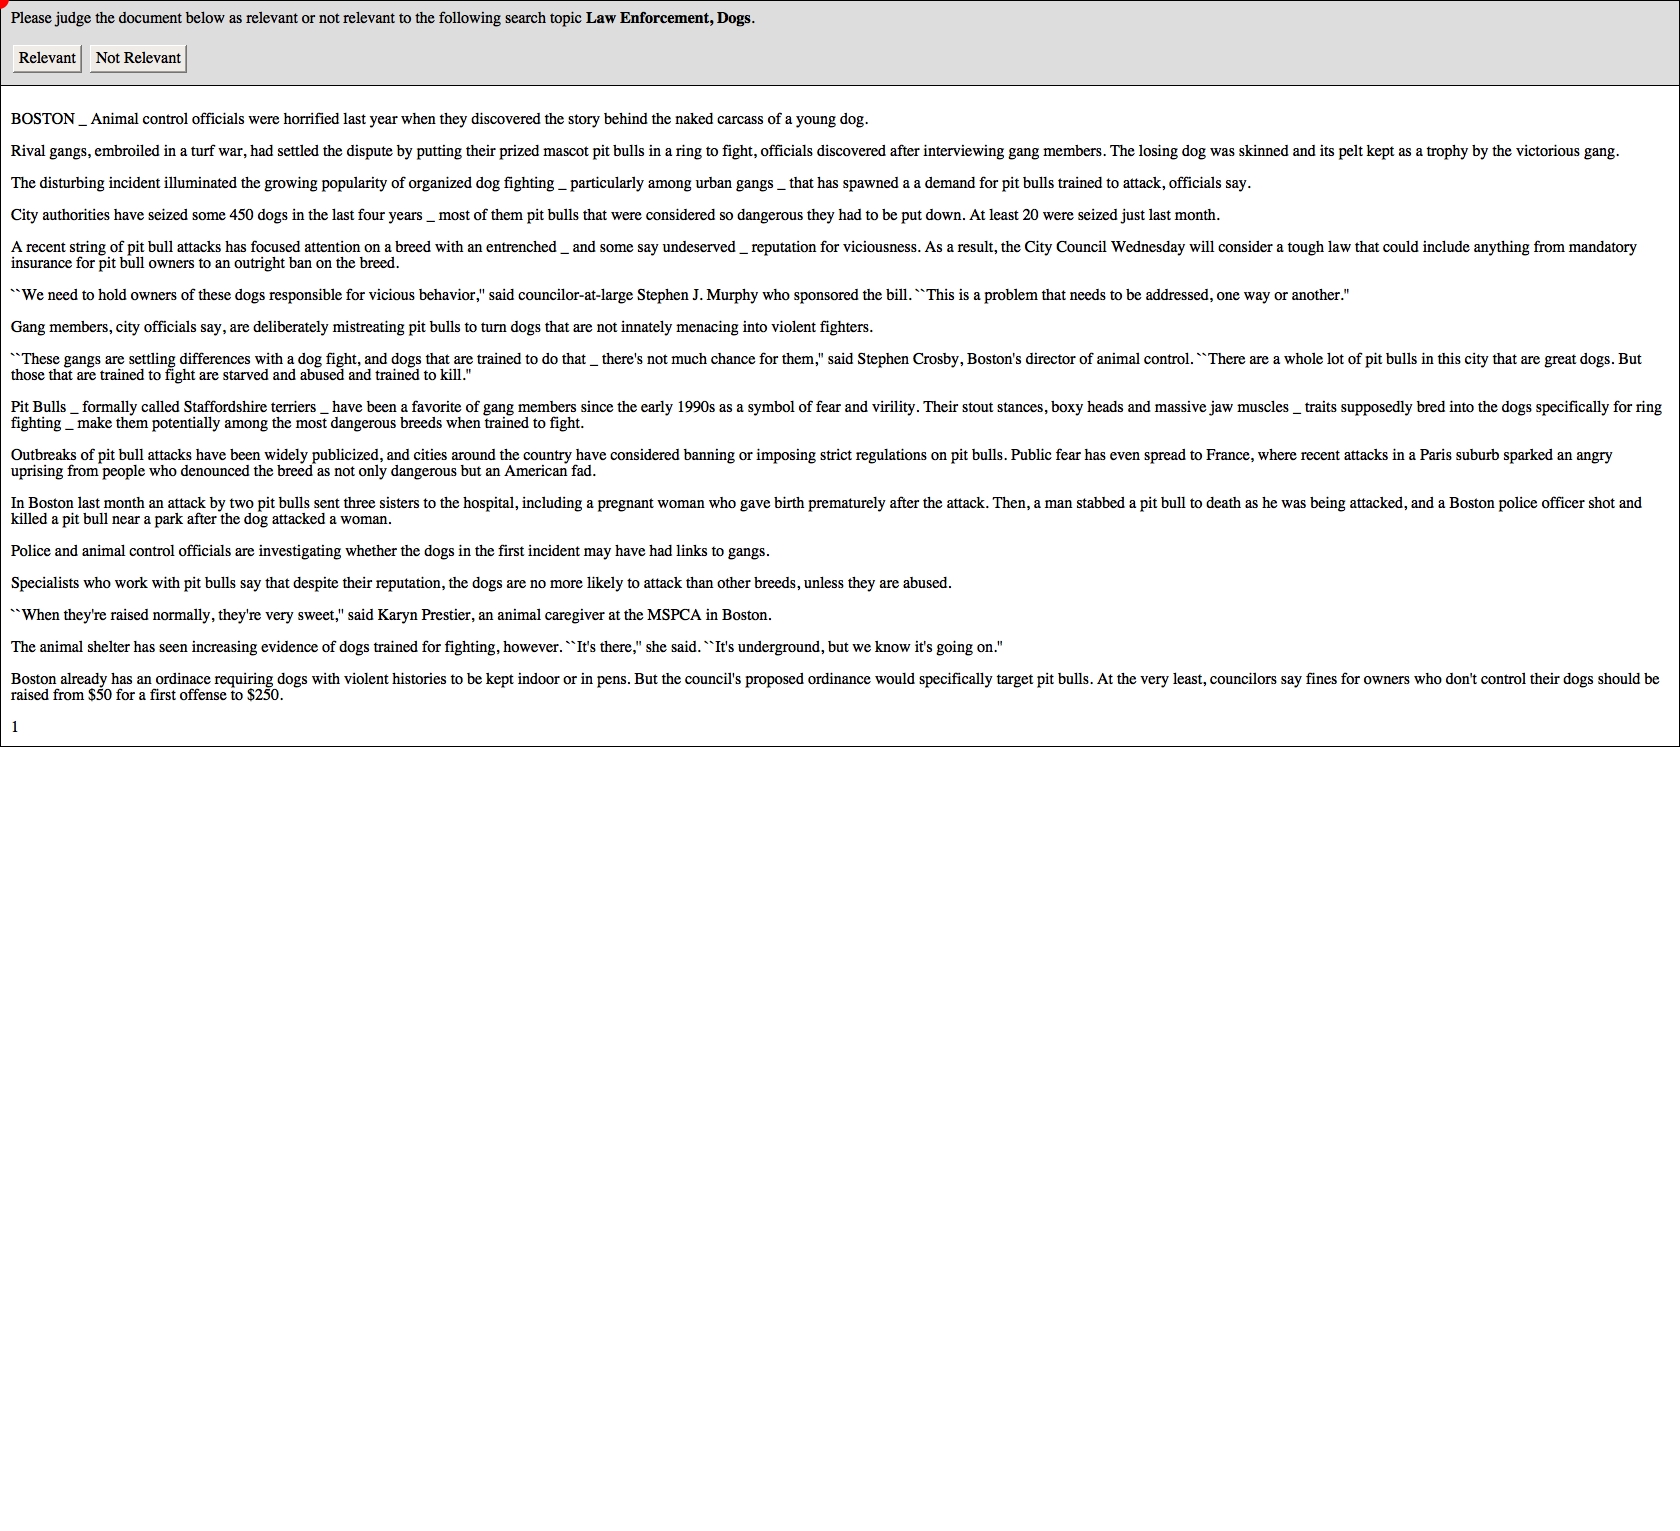 Please judge the document below as relevant or not relevant to the following search topic Law Enforcement, Dogs.
Relevant Not Relevant
BOSTON _ Animal control officials were horrified last year when they discovered the story behind the naked carcass of a young dog.
Rival gangs, embroiled in a turf war, had settled the dispute by putting their prized mascot pit bulls in a ring to fight, officials discovered after interviewing gang members. The losing dog was skinned and its pelt kept as a trophy by the victorious gang.
The disturbing incident illuminated the growing popularity of organized dog fighting _ particularly among urban gangs _ that has spawned a a demand for pit bulls trained to attack, officials say.
City authorities have seized some 450 dogs in the last four years _ most of them pit bulls that were considered so dangerous they had to be put down. At least 20 were seized just last month.
A recent string of pit bull attacks has focused attention on a breed with an entrenched _ and some say undeserved _ reputation for viciousness. As a result, the City Council Wednesday will consider a tough law that could include anything from mandatory
insurance for pit bull owners to an outright ban on the breed.
``We need to hold owners of these dogs responsible for vicious behavior,'' said councilor-at-large Stephen J. Murphy who sponsored the bill. ``This is a problem that needs to be addressed, one way or another.''
Gang members, city officials say, are deliberately mistreating pit bulls to turn dogs that are not innately menacing into violent fighters.
``These gangs are settling differences with a dog fight, and dogs that are trained to do that _ there's not much chance for them,'' said Stephen Crosby, Boston's director of animal control. ``There are a whole lot of pit bulls in this city that are great dogs. But
those that are trained to fight are starved and abused and trained to kill.''
Pit Bulls _ formally called Staffordshire terriers _ have been a favorite of gang members since the early 1990s as a symbol of fear and virility. Their stout stances, boxy heads and massive jaw muscles _ traits supposedly bred into the dogs specifically for ring
fighting _ make them potentially among the most dangerous breeds when trained to fight.
Outbreaks of pit bull attacks have been widely publicized, and cities around the country have considered banning or imposing strict regulations on pit bulls. Public fear has even spread to France, where recent attacks in a Paris suburb sparked an angry
uprising from people who denounced the breed as not only dangerous but an American fad.
In Boston last month an attack by two pit bulls sent three sisters to the hospital, including a pregnant woman who gave birth prematurely after the attack. Then, a man stabbed a pit bull to death as he was being attacked, and a Boston police officer shot and
killed a pit bull near a park after the dog attacked a woman.
Police and animal control officials are investigating whether the dogs in the first incident may have had links to gangs.
Specialists who work with pit bulls say that despite their reputation, the dogs are no more likely to attack than other breeds, unless they are abused.
``When they're raised normally, they're very sweet,'' said Karyn Prestier, an animal caregiver at the MSPCA in Boston.
The animal shelter has seen increasing evidence of dogs trained for fighting, however. ``It's there,'' she said. ``It's underground, but we know it's going on.''
Boston already has an ordinace requiring dogs with violent histories to be kept indoor or in pens. But the council's proposed ordinance would specifically target pit bulls. At the very least, councilors say fines for owners who don't control their dogs should be
raised from $50 for a first offense to $250.
1